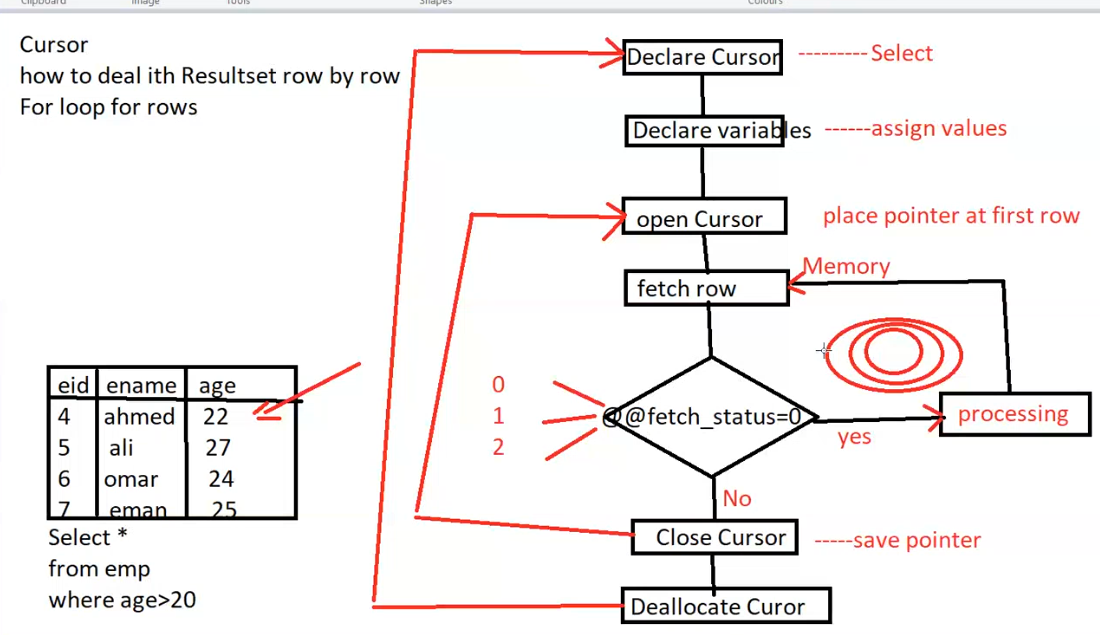 Clipboard
Image
Tools
Shapes
Colours
Cursor
how to deal ith Resultset row by row
For loop for rows
Declare Cursor
--------- Select
Declare variables
------assign values
open Cursor
place pointer at first row
fetch row
Memory
@@fetch_status=0
0
1
2
yes
processing
No
Close Cursor
-----save pointer
Deallocate Curor
eid ename age
4 ahmed 22
5 ali 27
6 omar 24
7 eman 25
Select *
from emp
where age>20